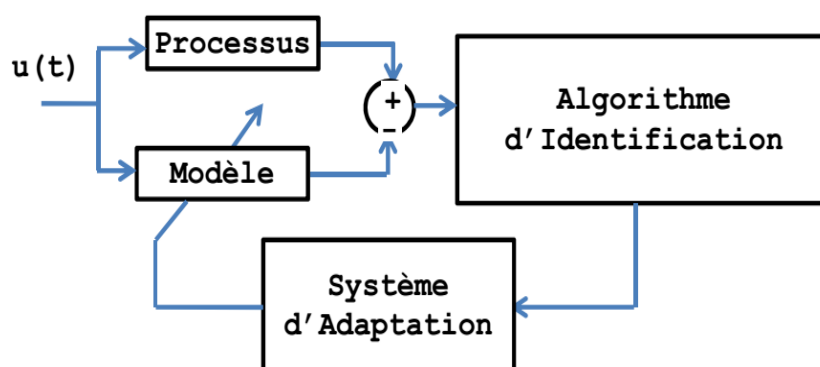 Processus
u(t)
+
-
Modèle
Algorithme
d'Identification
Système
d'Adaptation